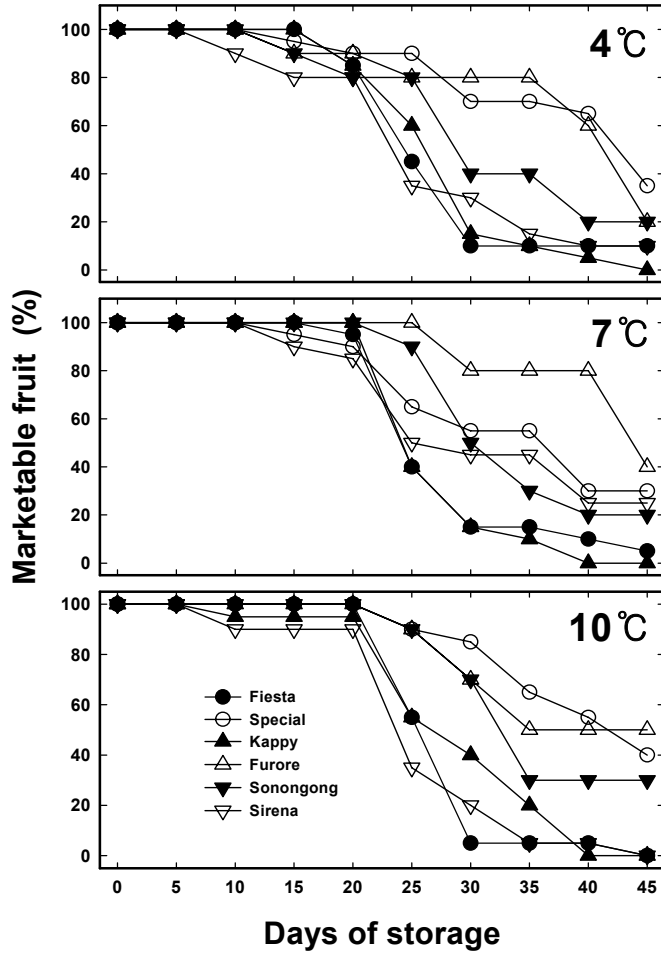 Marketable fruit (%)
100
80
60
40
20
0
4℃
100
80
60
40
20
0
7℃
100
80
60
40
20
0
10℃
Fiesta
Special
Kappy
Furore
Sonongong
Sirena
0 5 10 15 20 25 30 35 40 45
Days of storage